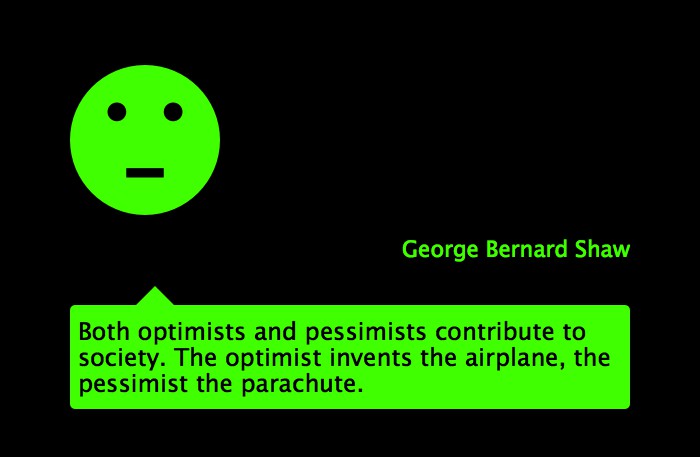 George Bernard Shaw
Both optimists and pessimists contribute to
society. The optimist invents the airplane, the
pessimist the parachute.